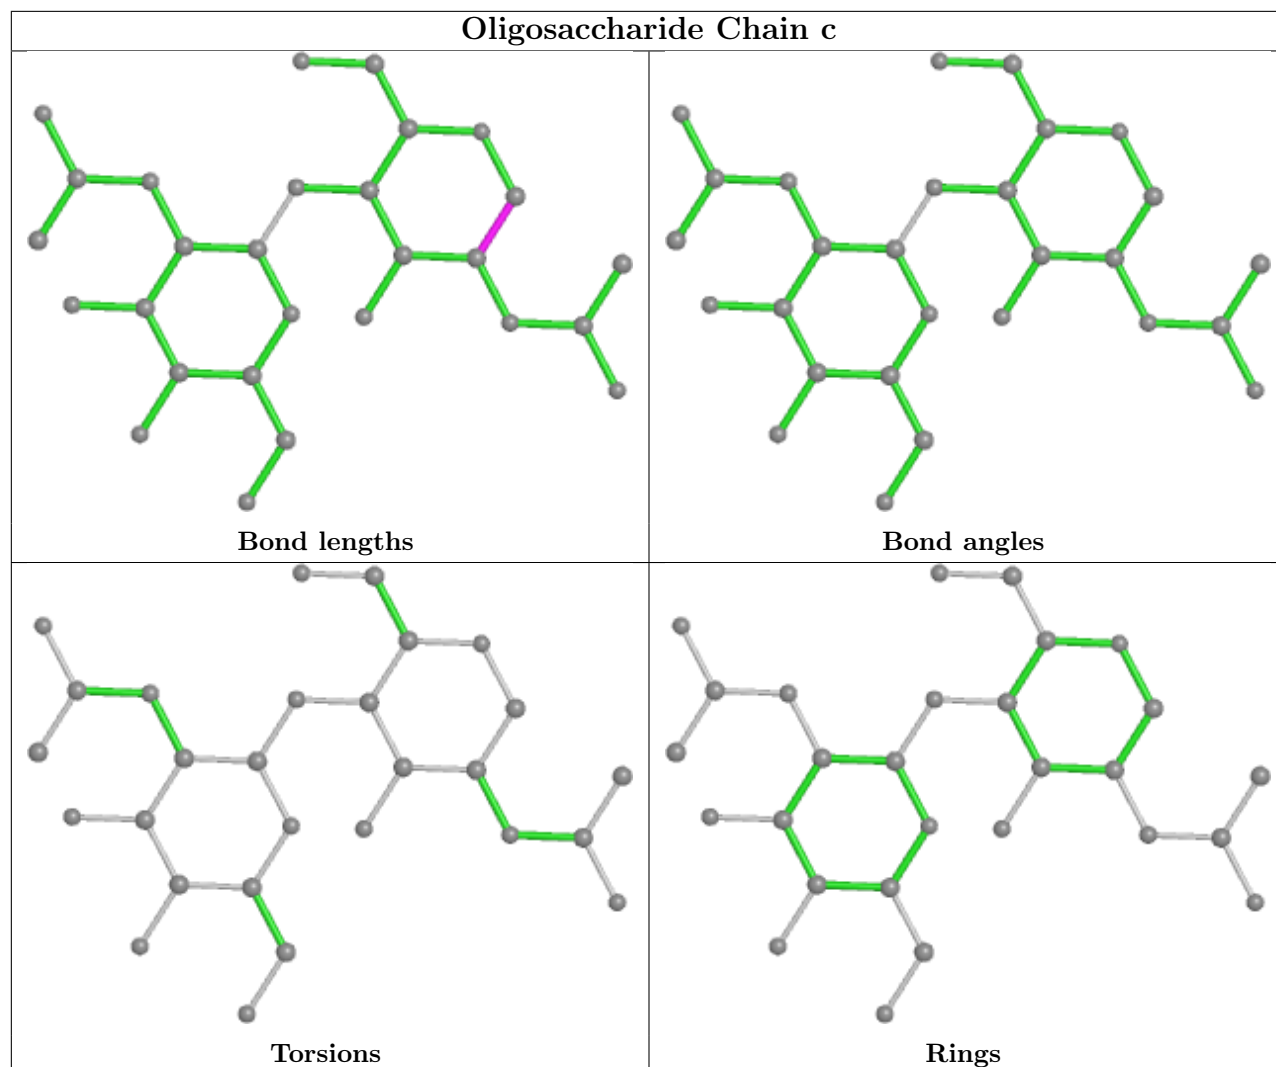 Oligosaccharide Chain c
Bond lengths
Bond angles
Torsions
Rings